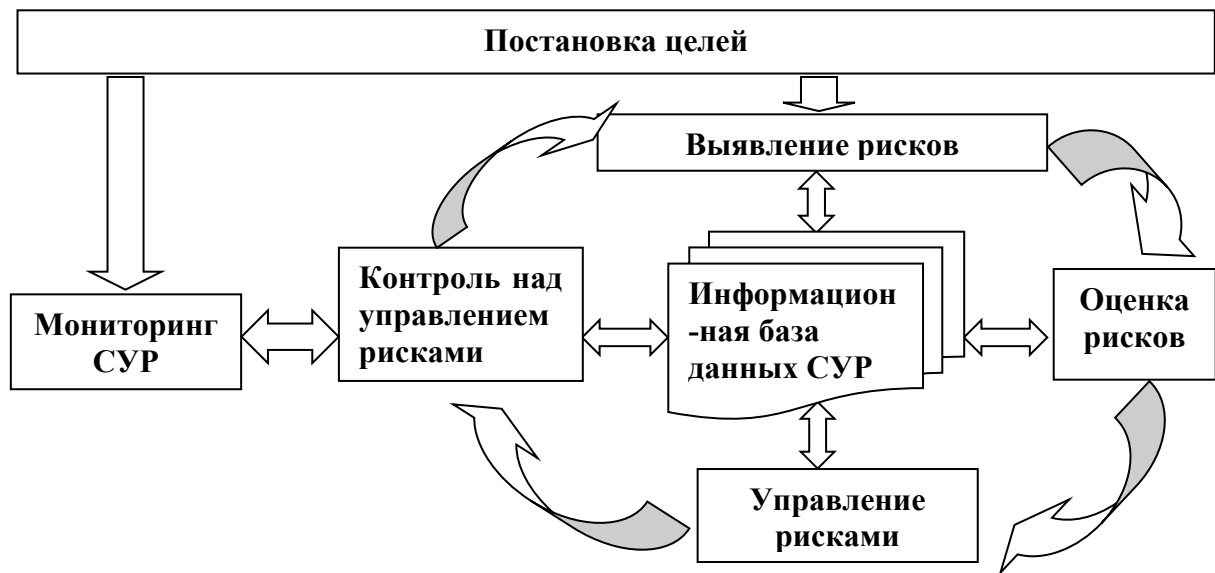 Постановка целей
Выявление рисков
Контроль над
управлением
рисками
Информацион
-ная база
данных СУР
Оценка
рисков
Мониторинг
СУР
Управление
рисками